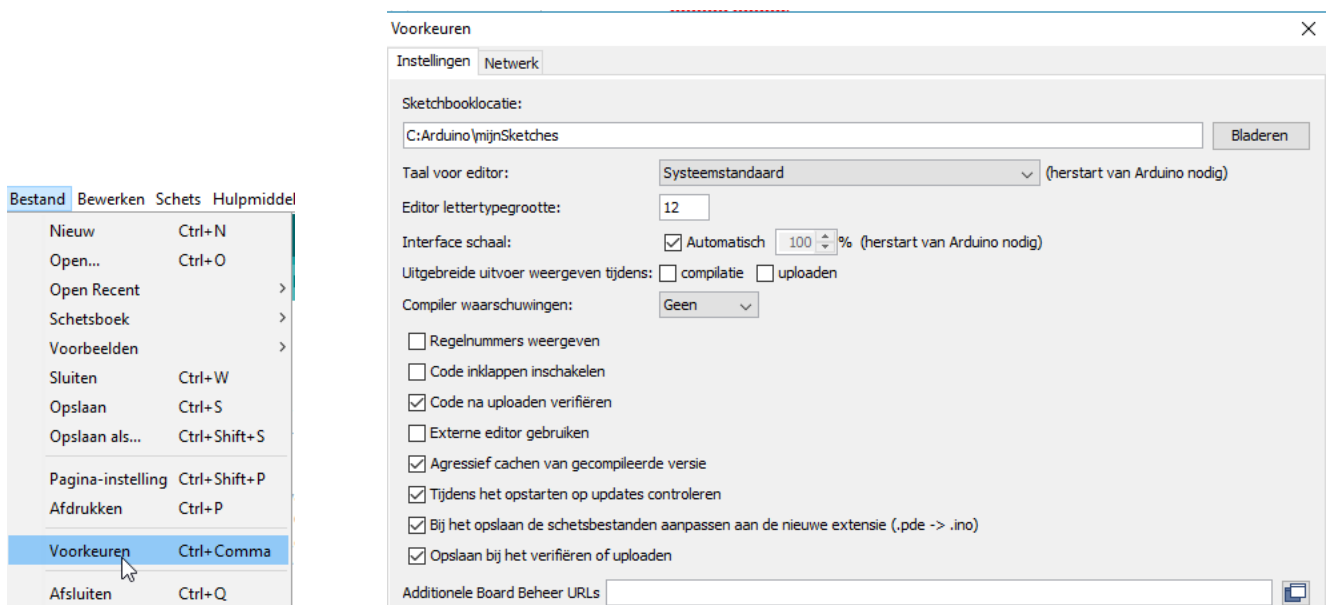 Bestand Bewerken Schets Hulpmiddel
Nieuw Ctrl+N
Open... Ctrl+O
Open Recent
Schetsboek
Voorbeelden
Sluiten Ctrl+W
Opslaan Ctrl+S
Opslaan als... Ctrl+Shift+S
Pagina-instelling Ctrl+Shift+P
Afdrukken Ctrl+P
Voorkeuren Ctrl+Comma
Afsluiten Ctrl+Q
Voorkeuren
Instellingen Netwerk
Sketchbooklocatie:
C:Arduino\mijnSketches Bladeren
Taal voor editor: Systeemstandaard (herstart van Arduino nodig)
Editor lettertypegrootte: 12
Interface schaal: Automatisch 100 % (herstart van Arduino nodig)
Uitgebreide uitvoer weergeven tijdens: compilatie uploaden
Compiler waarschuwingen: Geen
Regelnummers weergeven
Code inklappen inschakelen
Code na uploaden verifiëren
Externe editor gebruiken
Agressief cachen van gecompileerde versie
Tijdens het opstarten op updates controleren
Bij het opslaan de schetsbestanden aanpassen aan de nieuwe extensie (.pde -> .ino)
Opslaan bij het verifiëren of uploaden
Additionele Board Beheer URLs